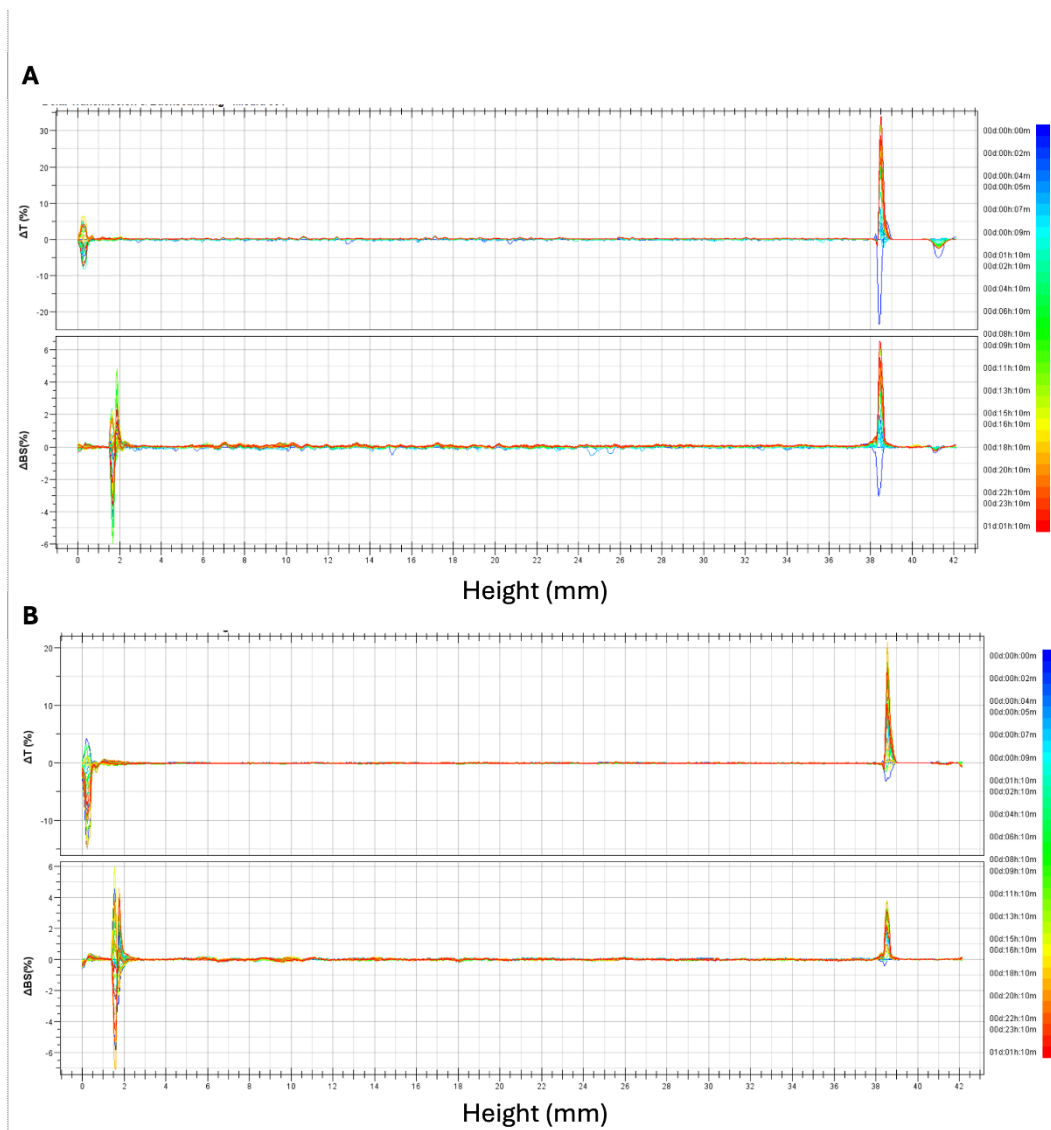 A
30
20
10
0
-10
-20
ΔT (%)
6
4
2
0
-2
-4
-6
ΔBS(%)
0 2 4 6 8 10 12 14 16 18 20 22 24 26 28 30 32 34 36 38 40 42
Height (mm)
00d:00h:00m
00d:00h:02m
00d:00h:04m
00d:00h:05m
00d:00h:07m
00d:00h:09m
00d:01h:10m
00d:02h:10m
00d:04h:10m
00d:06h:10m
00d:08h:10m
00d:09h:10m
00d:11h:10m
00d:13h:10m
00d:15h:10m
00d:16h:10m
00d:18h:10m
00d:20h:10m
00d:22h:10m
00d:23h:10m
01d:01h:10m
B
20
10
0
-10
ΔT (%)
6
4
2
0
-2
-4
-6
ΔBS(%)
0 2 4 6 8 10 12 14 16 18 20 22 24 26 28 30 32 34 36 38 40 42
Height (mm)
00d:00h:00m
00d:00h:02m
00d:00h:04m
00d:00h:05m
00d:00h:07m
00d:00h:09m
00d:01h:10m
00d:02h:10m
00d:04h:10m
00d:06h:10m
00d:08h:10m
00d:09h:10m
00d:11h:10m
00d:13h:10m
00d:15h:10m
00d:16h:10m
00d:18h:10m
00d:20h:10m
00d:22h:10m
00d:23h:10m
01d:01h:10m